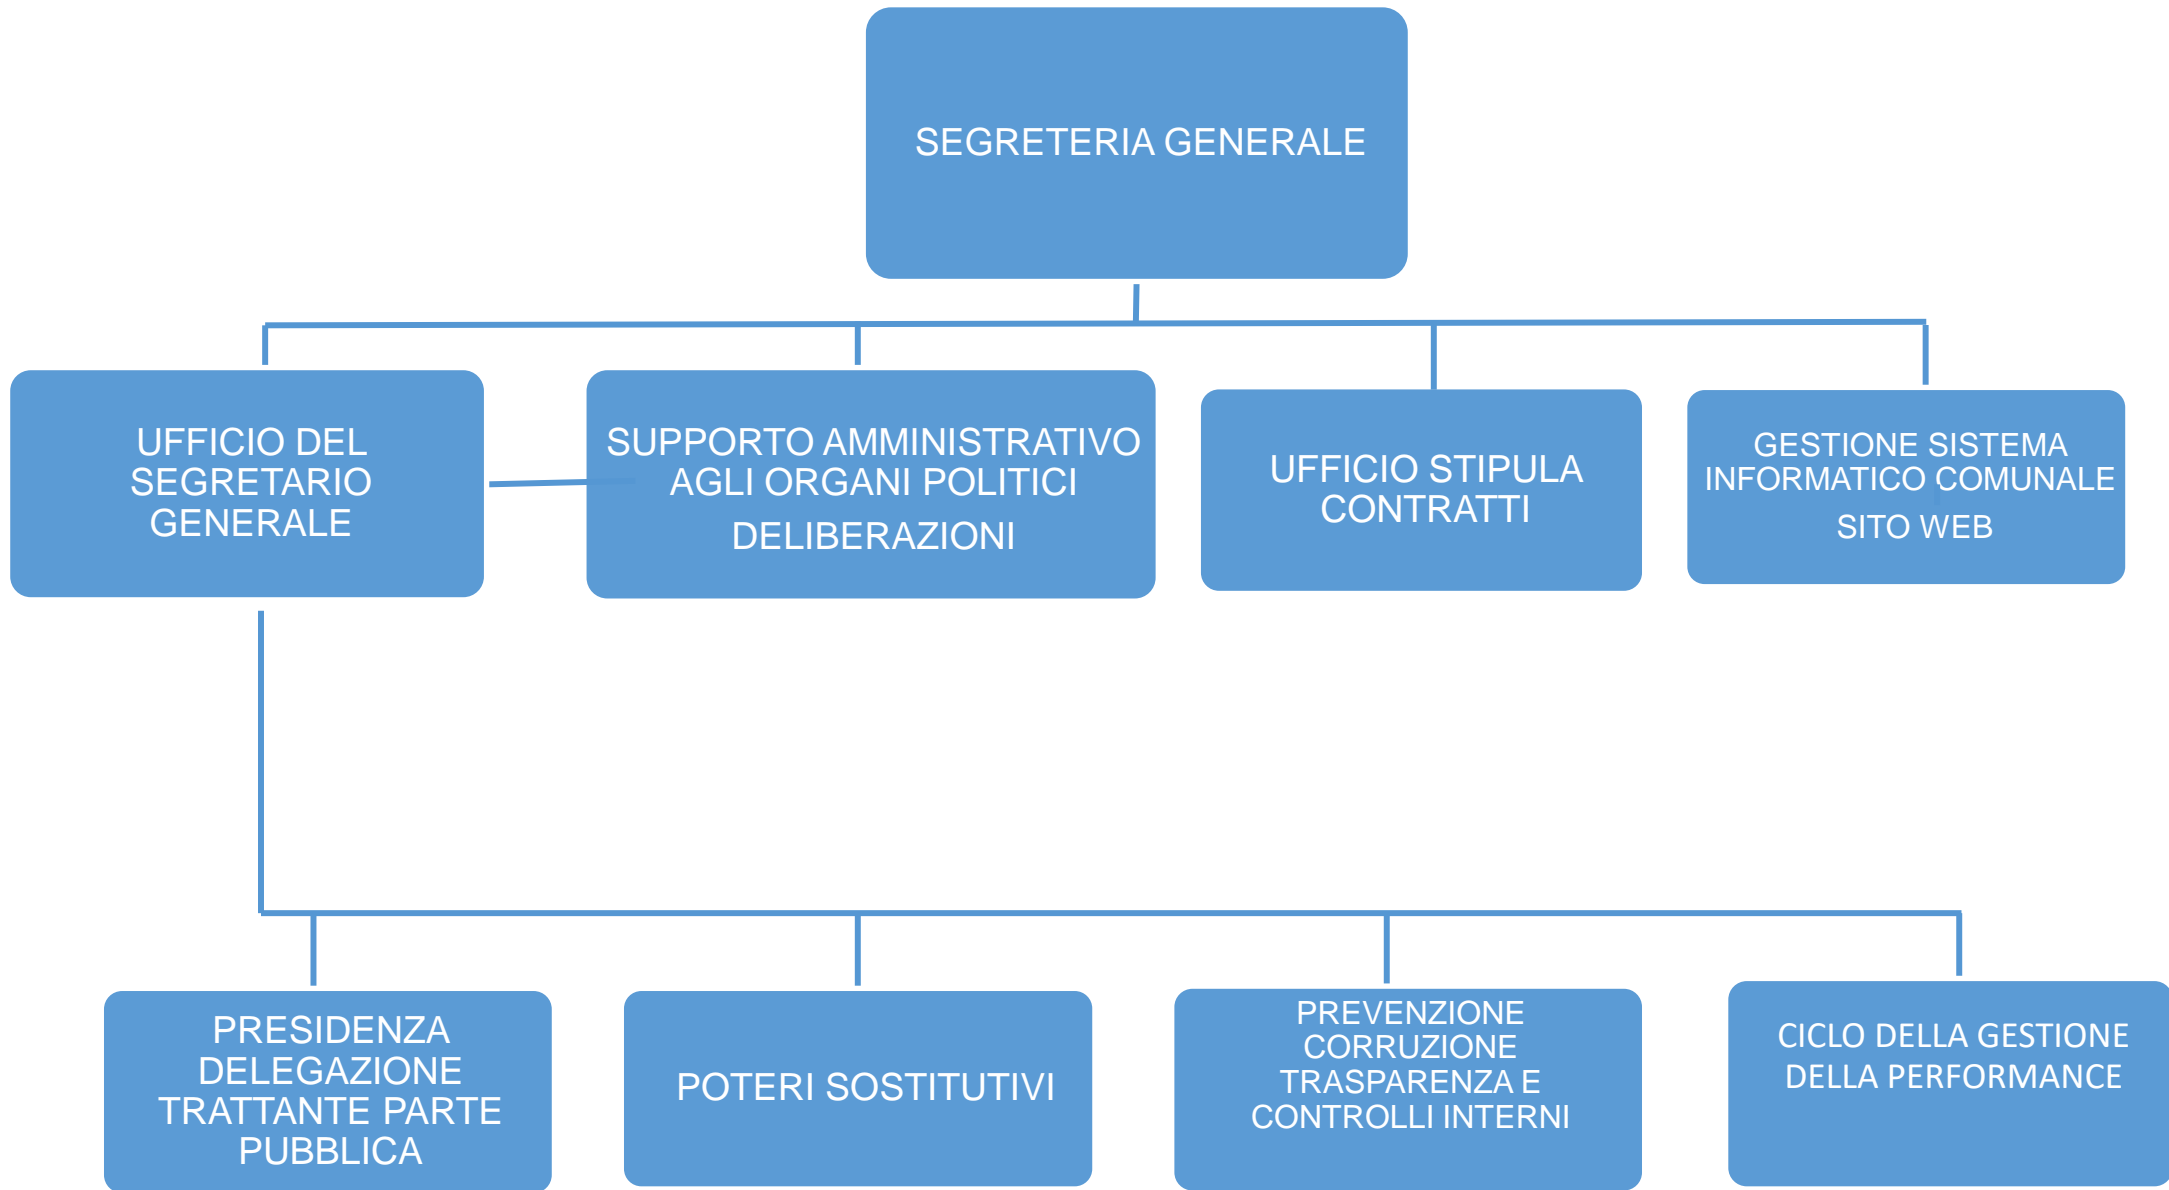 SEGRETERIA GENERALE
UFFICIO DEL
SEGRETARIO
GENERALE
SUPPORTO AMMINISTRATIVO
AGLI ORGANI POLITICI
DELIBERAZIONI
UFFICIO STIPULA
CONTRATTI
GESTIONE SISTEMA
INFORMATICO COMUNALE
SITO WEB
PRESIDENZA
DELEGAZIONE
TRATTANTE PARTE
PUBBLICA
POTERI SOSTITUTIVI
PREVENZIONE
CORRUZIONE
TRASPARENZA E
CONTROLLI INTERNI
CICLO DELLA GESTIONE
DELLA PERFORMANCE